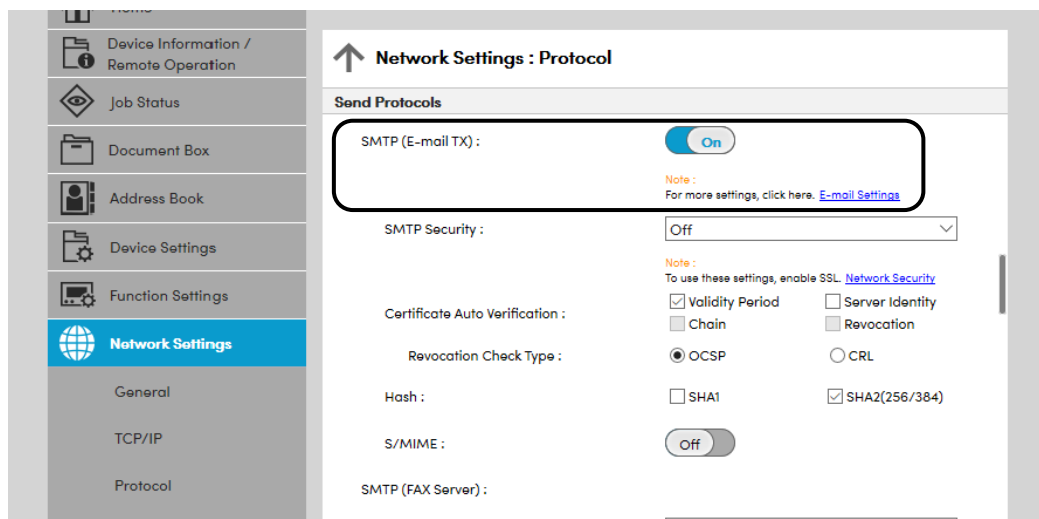 Home
Device Information /
Remote Operation
Job Status
Document Box
Address Book
Device Settings
Function Settings
Network Settings
General
TCP/IP
Protocol
Network Settings : Protocol
Send Protocols
SMTP (E-mail TX) :
On
Note :
For more settings, click here. E-mail Settings
SMTP Security :
Off
Note :
To use these settings, enable SSL. Network Security
Certificate Auto Verification :
Validity Period
Server Identity
Chain
Revocation
Revocation Check Type :
OCSP
CRL
Hash :
SHA1
SHA2(256/384)
S/MIME :
Off
SMTP (FAX Server) :